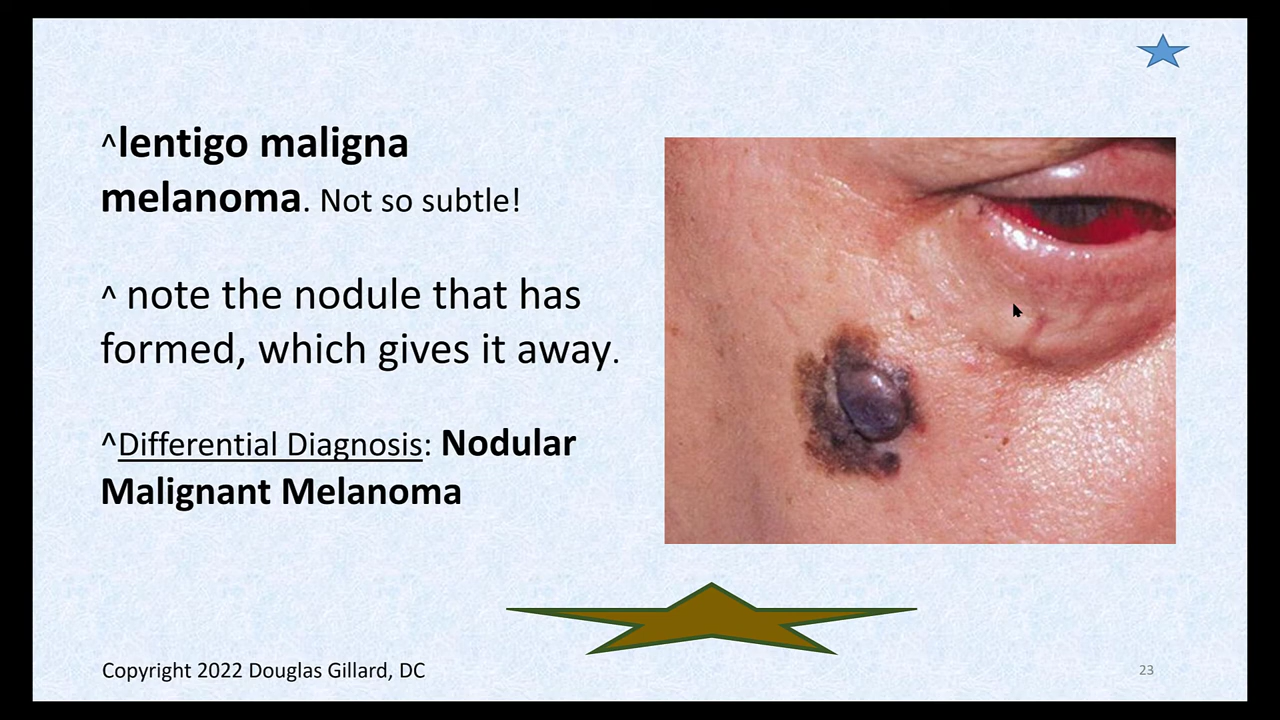 ^lentigo maligna
melanoma. Not so subtle!
^ note the nodule that has
formed, which gives it away.
^Differential Diagnosis: Nodular
Malignant Melanoma
Copyright 2022 Douglas Gillard, DC
23